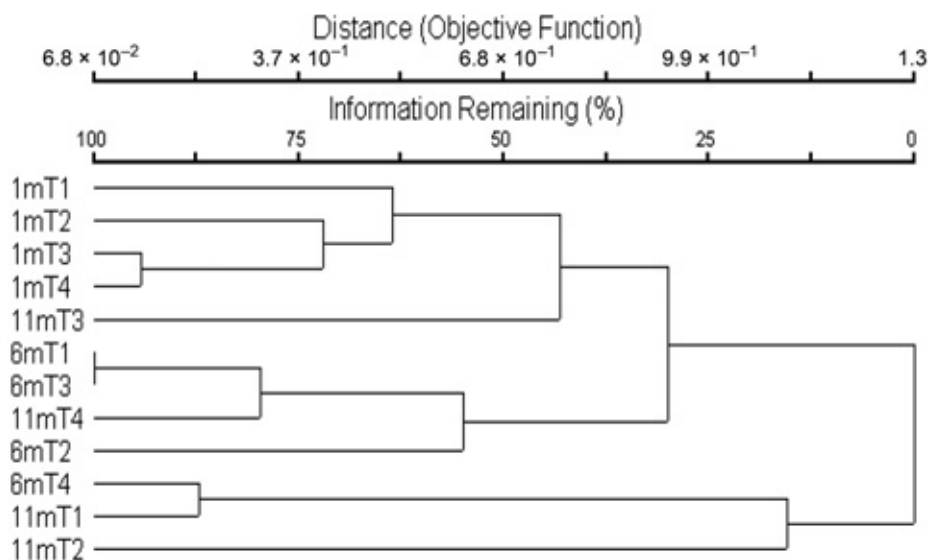 Distance (Objective Function)
6.8 × 10⁻² 3.7 × 10⁻¹ 6.8 × 10⁻¹ 9.9 × 10⁻¹ 1.3
Information Remaining (%)
100 75 50 25 0
1mT1
1mT2
1mT3
1mT4
11mT3
6mT1
6mT3
11mT4
6mT2
6mT4
11mT1
11mT2